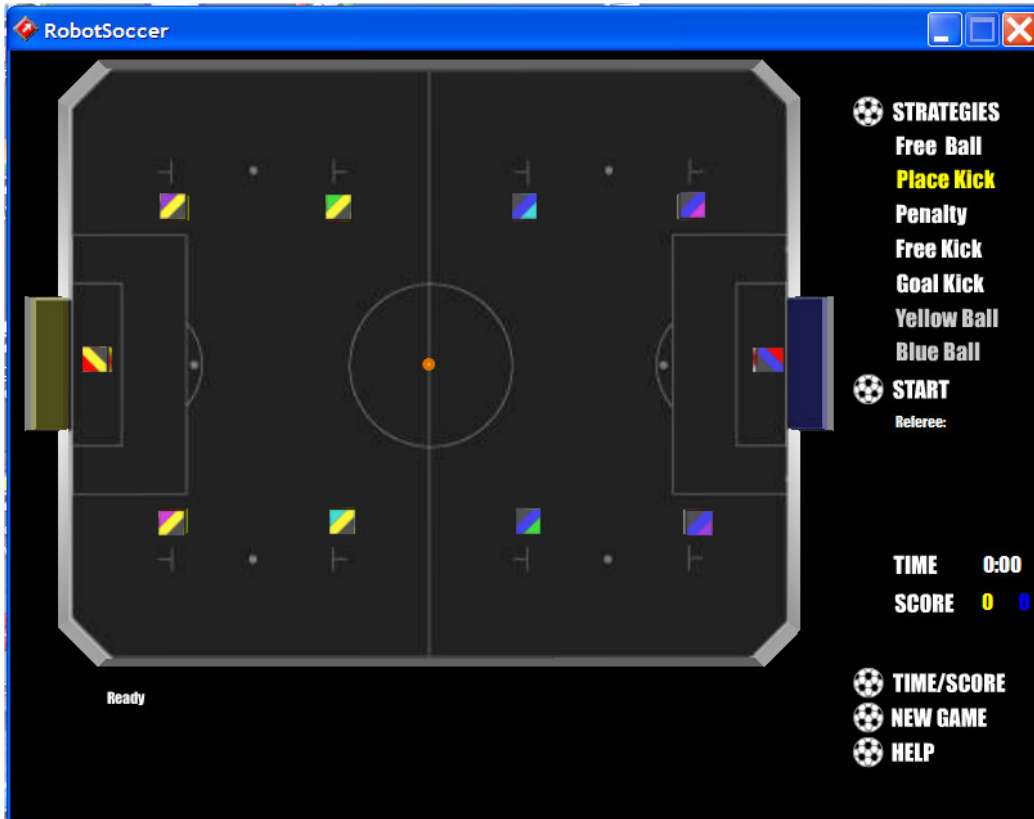 RobotSoccer
STRATEGIES
Free Ball
Place Kick
Penalty
Free Kick
Goal Kick
Yellow Ball
Blue Ball
START
Referee:
TIME 0:00
SCORE 0 0
Ready
TIME/SCORE
NEW GAME
HELP